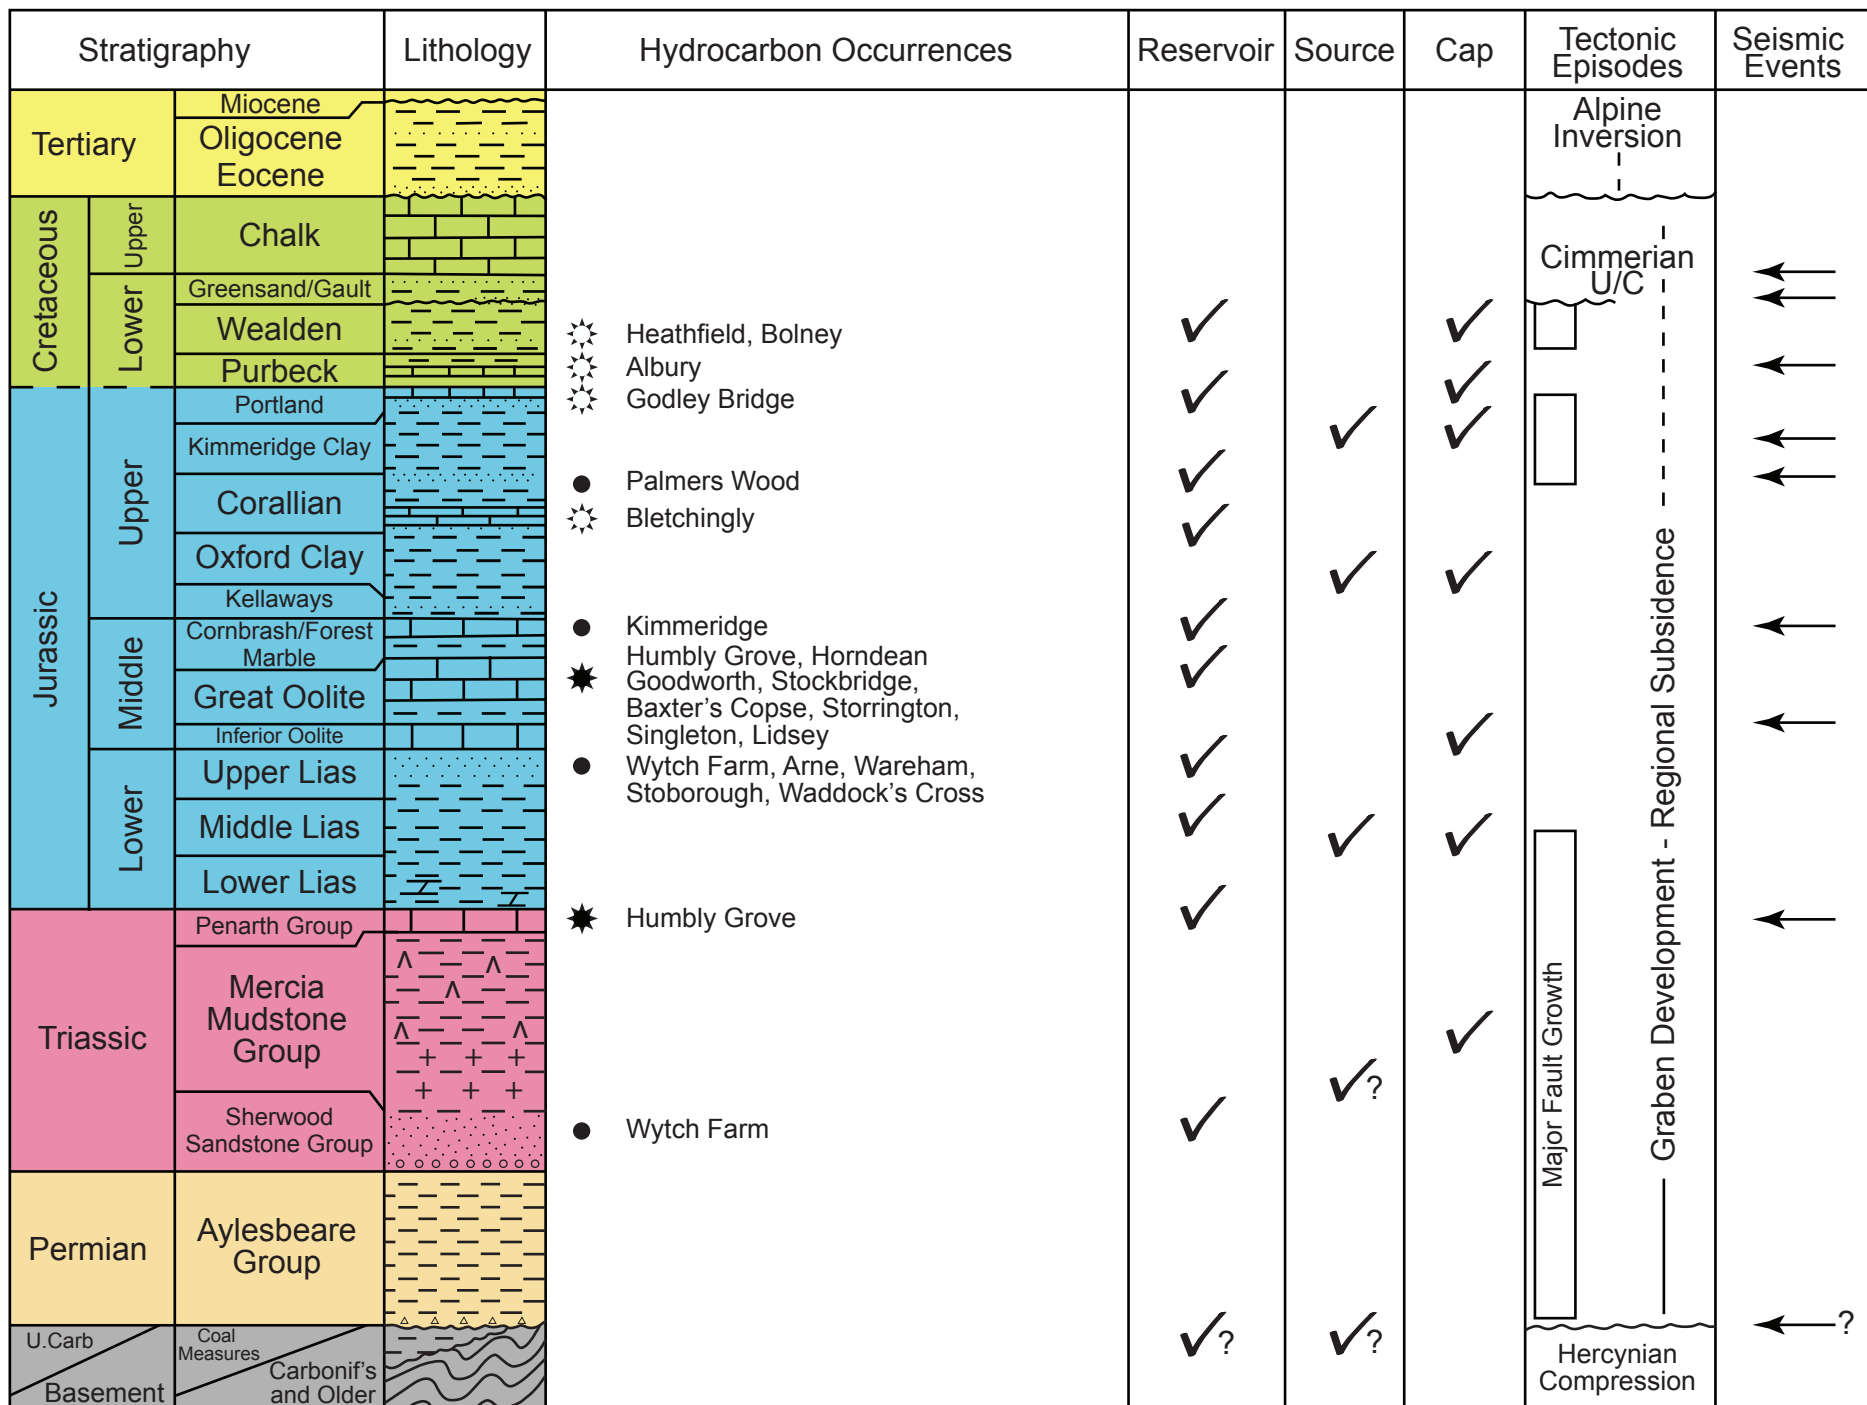 Stratigraphy
Lithology
Hydrocarbon Occurrences
Reservoir
Source
Cap
Tectonic
Episodes
Seismic
Events
Tertiary
Miocene
Oligocene
Eocene
Alpine
Inversion
Cretaceous
Upper
Chalk
Cimmerian
U/C
Lower
Greensand/Gault
Wealden
Heathfield, Bolney
Purbeck
Albury
Jurassic
Upper
Portland
Godley Bridge
Kimmeridge Clay
Corallian
Palmers Wood
Bletchingly
Oxford Clay
Kellaways
Middle
Cornbrash/Forest
Marble
Kimmeridge
Great Oolite
Humbly Grove, Horndean
Goodworth, Stockbridge,
Baxter's Copse, Storrington,
Singleton, Lidsey
Inferior Oolite
Lower
Upper Lias
Wytch Farm, Arne, Wareham,
Stoborough, Waddock's Cross
Middle Lias
Lower Lias
Graben Development - Regional Subsidence
Major Fault Growth
Triassic
Penarth Group
Humbly Grove
Mercia
Mudstone
Group
?
Sherwood
Sandstone Group
Wytch Farm
Permian
Aylesbeare
Group
U.Carb
Basement
Coal
Measures
Carbonif's
and Older
?
?
Hercynian
Compression
?